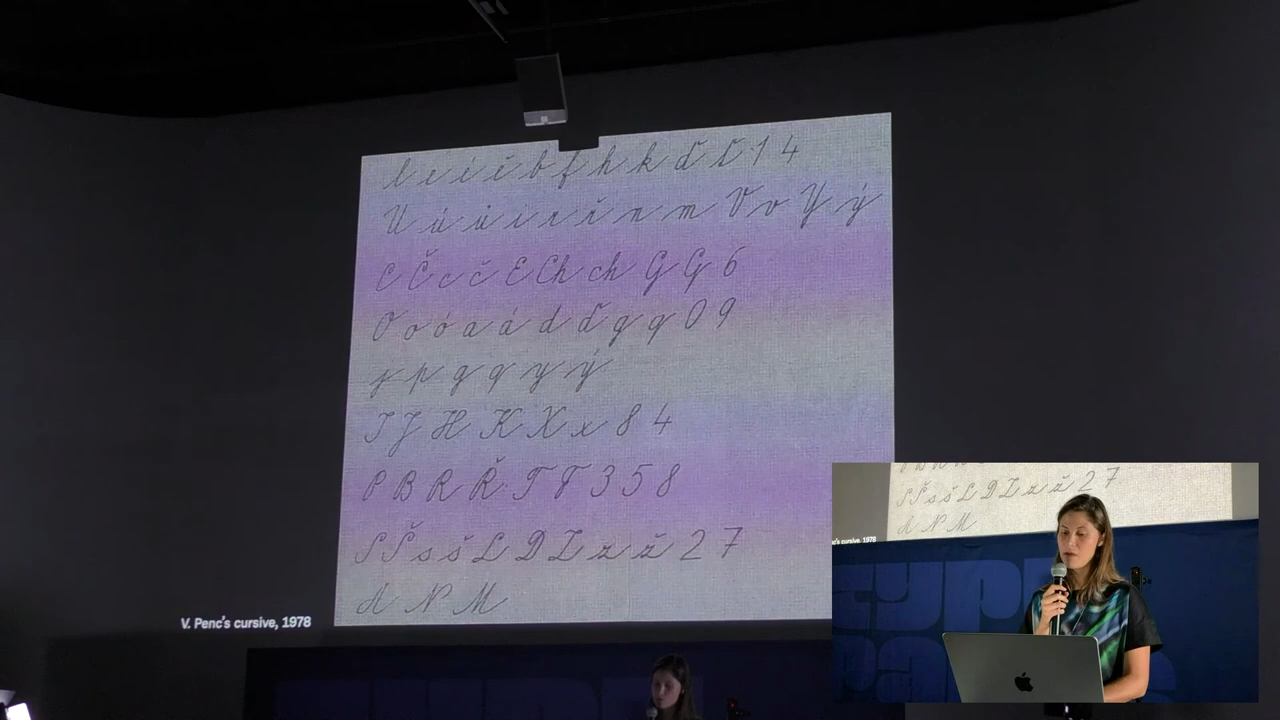 l e é ě b f h k ď Ď 1 4
U ú ů i r ř n m V v Y ý
C Č c č E Ch ch G G 6
O o ó a á d ď g q 0 9
j p g q y ý
I J H K X x 8 4
P B R Ř T F 3 5 8
S Š s š L D Z z ž 2 7
A N M
V. Penc's cursive, 1978